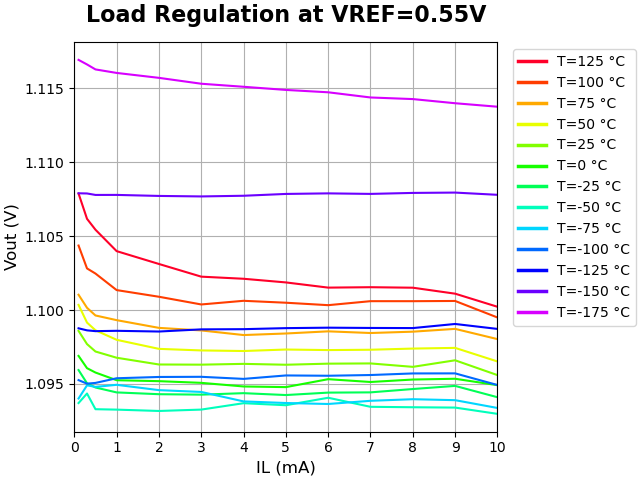 Load Regulation at VREF=0.55V
Vout (V)
1.115
1.110
1.105
1.100
1.095
0 1 2 3 4 5 6 7 8 9 10
IL (mA)
T=125 °C
T=100 °C
T=75 °C
T=50 °C
T=25 °C
T=0 °C
T=-25 °C
T=-50 °C
T=-75 °C
T=-100 °C
T=-125 °C
T=-150 °C
T=-175 °C